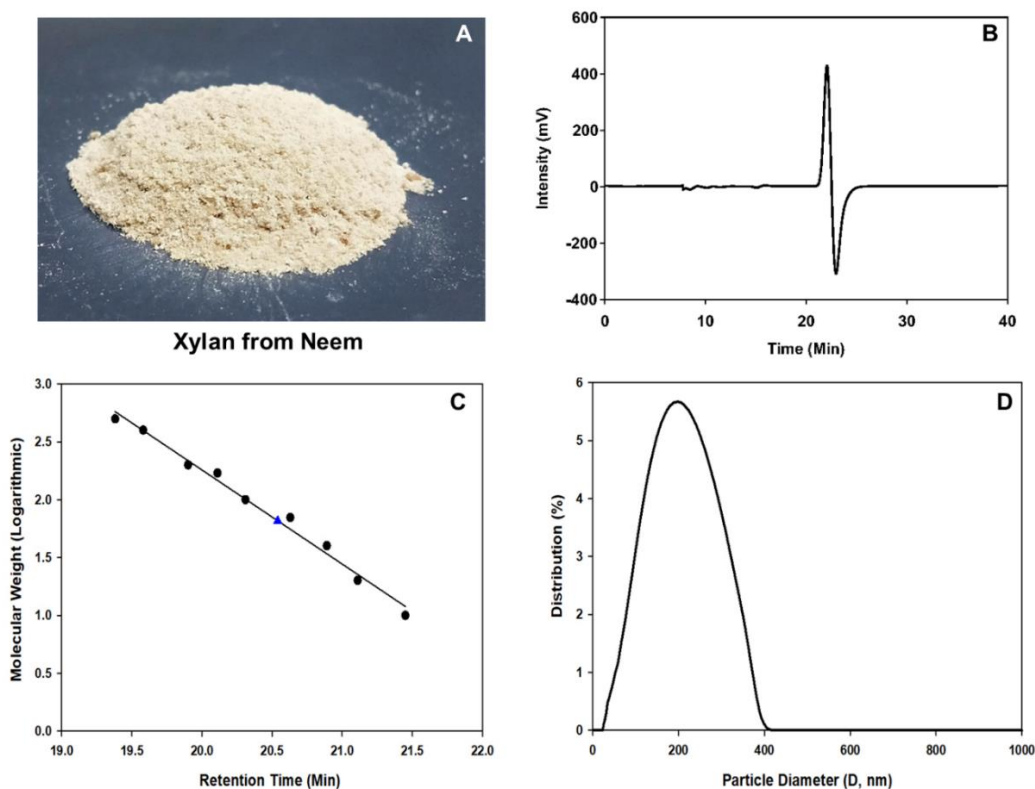 A
Xylan from Neem
B
600
400
200
0
-200
-400
Intensity (mV)
0 10 20 30 40
Time (Min)
C
3.0
2.5
2.0
1.5
1.0
0.5
0.0
Molecular Weight (Logarithmic)
19.0 19.5 20.0 20.5 21.0 21.5 22.0
Retention Time (Min)
D
6
5
4
3
2
1
0
Distribution (%)
0 200 400 600 800 1000
Particle Diameter (D, nm)